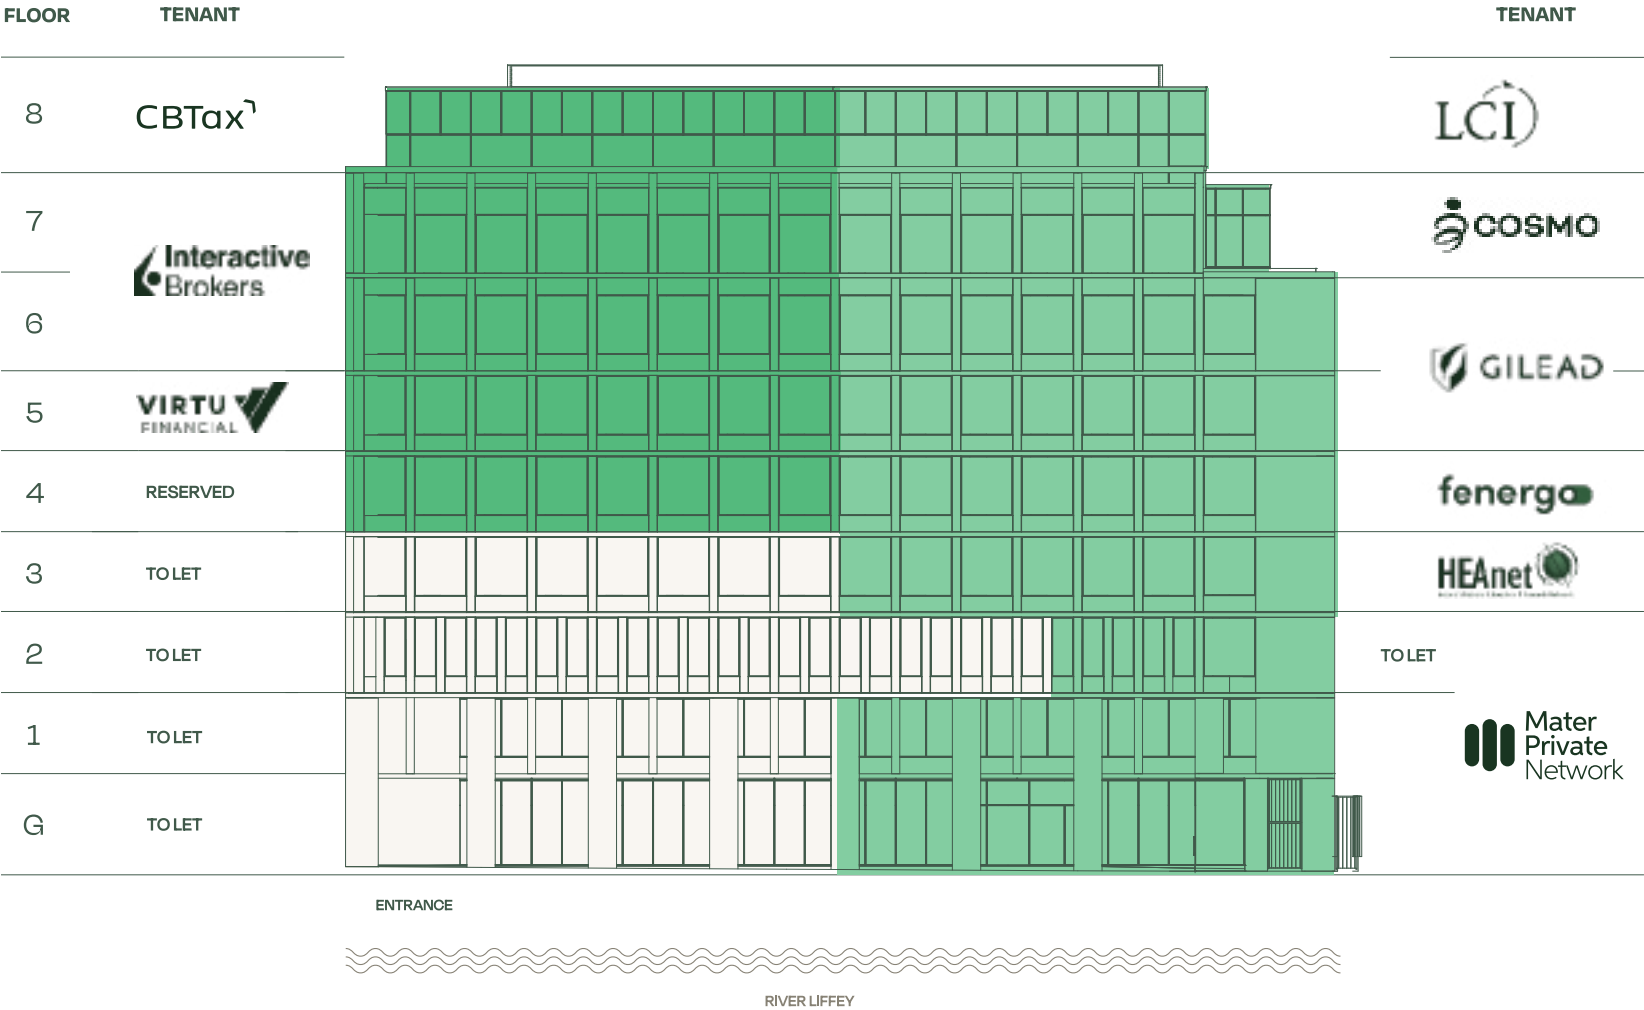 FLOOR TENANT TENANT
8 CBTax LCI
7 Interactive Brokers COSMO
6 GILEAD
5 VIRTU FINANCIAL
4 RESERVED fenergo
3 TO LET HEAnet
2 TO LET TO LET
1 TO LET Mater Private Network
G TO LET
ENTRANCE
RIVER LIFFEY